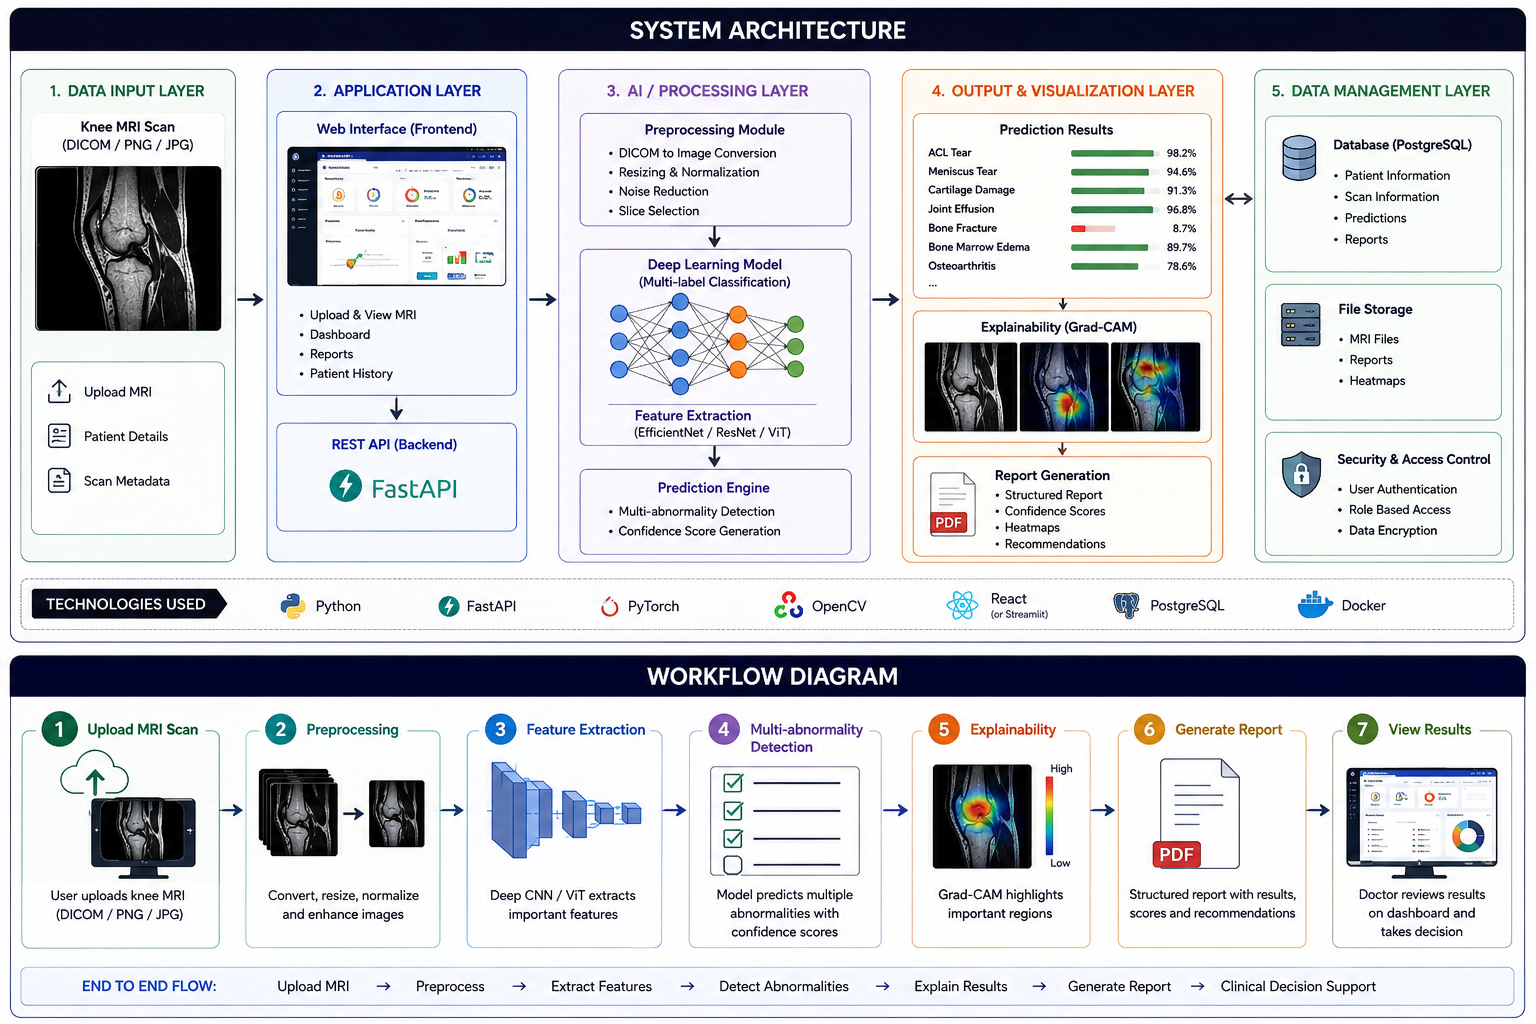 SYSTEM ARCHITECTURE
1. DATA INPUT LAYER
Knee MRI Scan
(DICOM / PNG / JPG)
Upload MRI
Patient Details
Scan Metadata
2. APPLICATION LAYER
Web Interface (Frontend)
• Upload & View MRI
• Dashboard
• Reports
• Patient History
REST API (Backend)
FastAPI
3. AI / PROCESSING LAYER
Preprocessing Module
• DICOM to Image Conversion
• Resizing & Normalization
• Noise Reduction
• Slice Selection
Deep Learning Model
(Multi-label Classification)
Feature Extraction
(EfficientNet / ResNet / ViT)
Prediction Engine
• Multi-abnormality Detection
• Confidence Score Generation
4. OUTPUT & VISUALIZATION LAYER
Prediction Results
ACL Tear 98.2%
Meniscus Tear 94.6%
Cartilage Damage 91.3%
Joint Effusion 96.8%
Bone Fracture 8.7%
Bone Marrow Edema 89.7%
Osteoarthritis 78.6%
...
Explainability (Grad-CAM)
Report Generation
• Structured Report
• Confidence Scores
• Heatmaps
• Recommendations
PDF
5. DATA MANAGEMENT LAYER
Database (PostgreSQL)
• Patient Information
• Scan Information
• Predictions
• Reports
File Storage
• MRI Files
• Reports
• Heatmaps
Security & Access Control
• User Authentication
• Role Based Access
• Data Encryption
TECHNOLOGIES USED
Python
FastAPI
PyTorch
OpenCV
React
(or Streamlit)
PostgreSQL
Docker
WORKFLOW DIAGRAM
1 Upload MRI Scan
User uploads knee MRI
(DICOM / PNG / JPG)
2 Preprocessing
Convert, resize, normalize
and enhance images
3 Feature Extraction
Deep CNN / ViT extracts
important features
4 Multi-abnormality
Detection
Model predicts multiple
abnormalities with
confidence scores
5 Explainability
High
Low
Grad-CAM highlights
important regions
6 Generate Report
PDF
Structured report with results,
scores and recommendations
7 View Results
Doctor reviews results
on dashboard and
takes decision
END TO END FLOW: Upload MRI → Preprocess → Extract Features → Detect Abnormalities → Explain Results → Generate Report → Clinical Decision Support